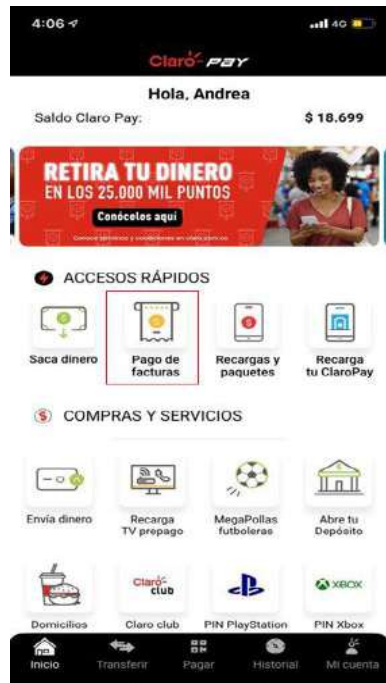 4:06
4G
Claro pay
Hola, Andrea
Saldo Claro Pay: $ 18.699
RETIRA TU DINERO
EN LOS 25.000 MIL PUNTOS
Conócelos aquí
ACCESOS RÁPIDOS
Saca dinero
Pago de
facturas
Recargas y
paquetes
Recarga
tu ClaroPay
COMPRAS Y SERVICIOS
Envía dinero
Recarga
TV prepago
MegaPollas
futboleras
Abre tu
Depósito
Claro club
XBOX
Domicilios
Claro club
PIN PlayStation
PIN Xbox
Inicio
Transferir
Pagar
Historial
Mi cuenta